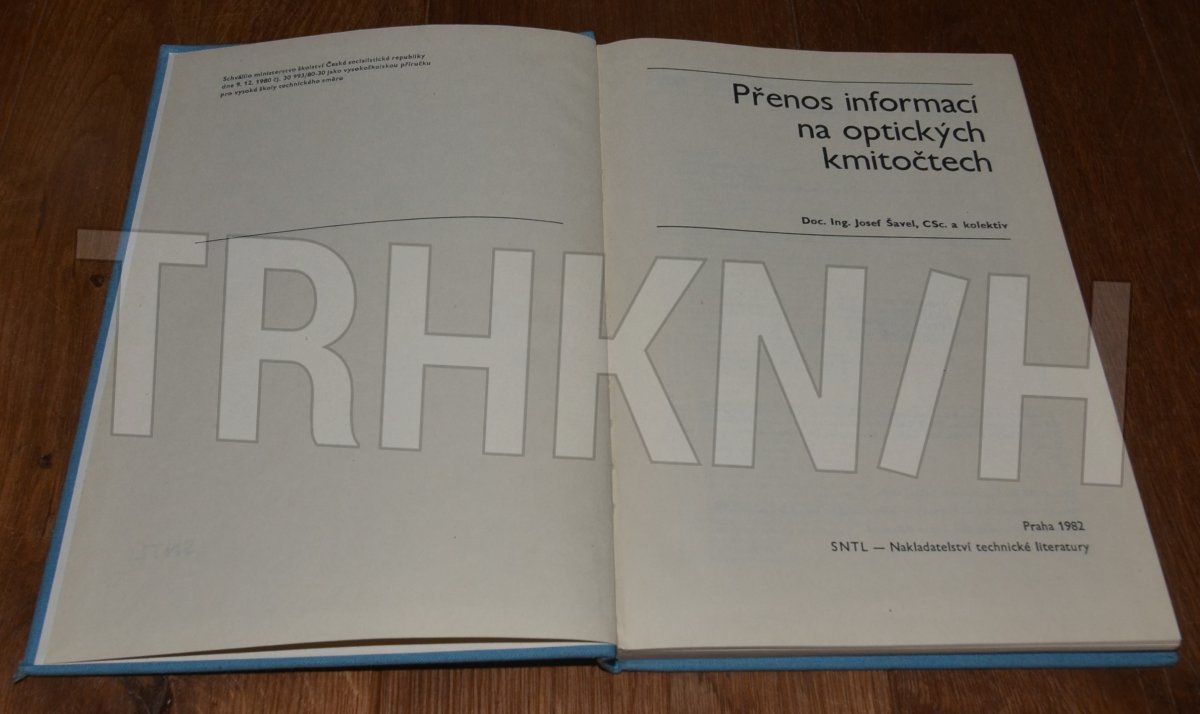 Schválilo ministerstvo školství České socialistické republiky
dne 9. 12. 1980 čj. 30 993/80-30 jako vysokoškolskou příručku
pro vysoké školy technického směru
Přenos informací
na optických
kmitočtech
Doc. Ing. Josef Šavel, CSc. a kolektiv
TRHKN/H
Praha 1982
SNTL — Nakladatelství technické literatury
SNTL